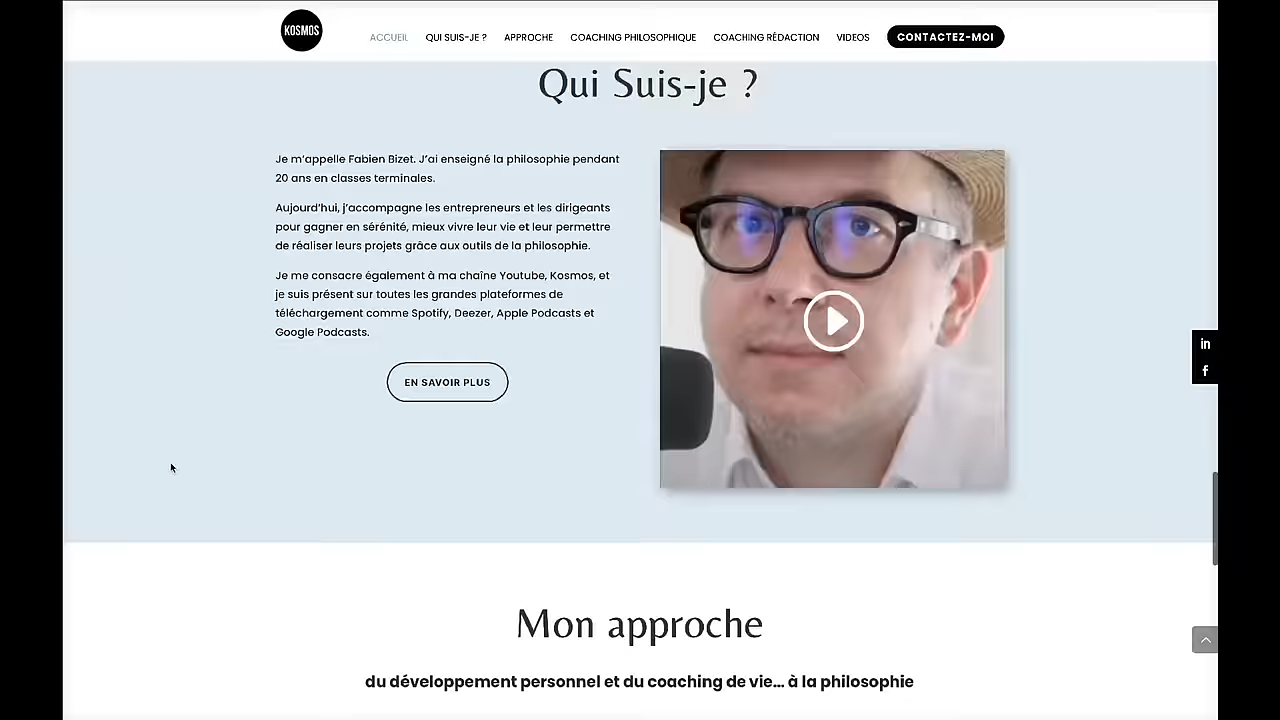 KOSMOS
ACCUEIL QUI SUIS-JE ? APPROCHE COACHING PHILOSOPHIQUE COACHING RÉDACTION VIDEOS CONTACTEZ-MOI
Qui Suis-je ?
Je m'appelle Fabien Bizet. J'ai enseigné la philosophie pendant
20 ans en classes terminales.
Aujourd'hui, j'accompagne les entrepreneurs et les dirigeants
pour gagner en sérénité, mieux vivre leur vie et leur permettre
de réaliser leurs projets grâce aux outils de la philosophie.
Je me consacre également à ma chaîne Youtube, Kosmos, et
je suis présent sur toutes les grandes plateformes de
téléchargement comme Spotify, Deezer, Apple Podcasts et
Google Podcasts.
EN SAVOIR PLUS
in
f
Mon approche
du développement personnel et du coaching de vie... à la philosophie